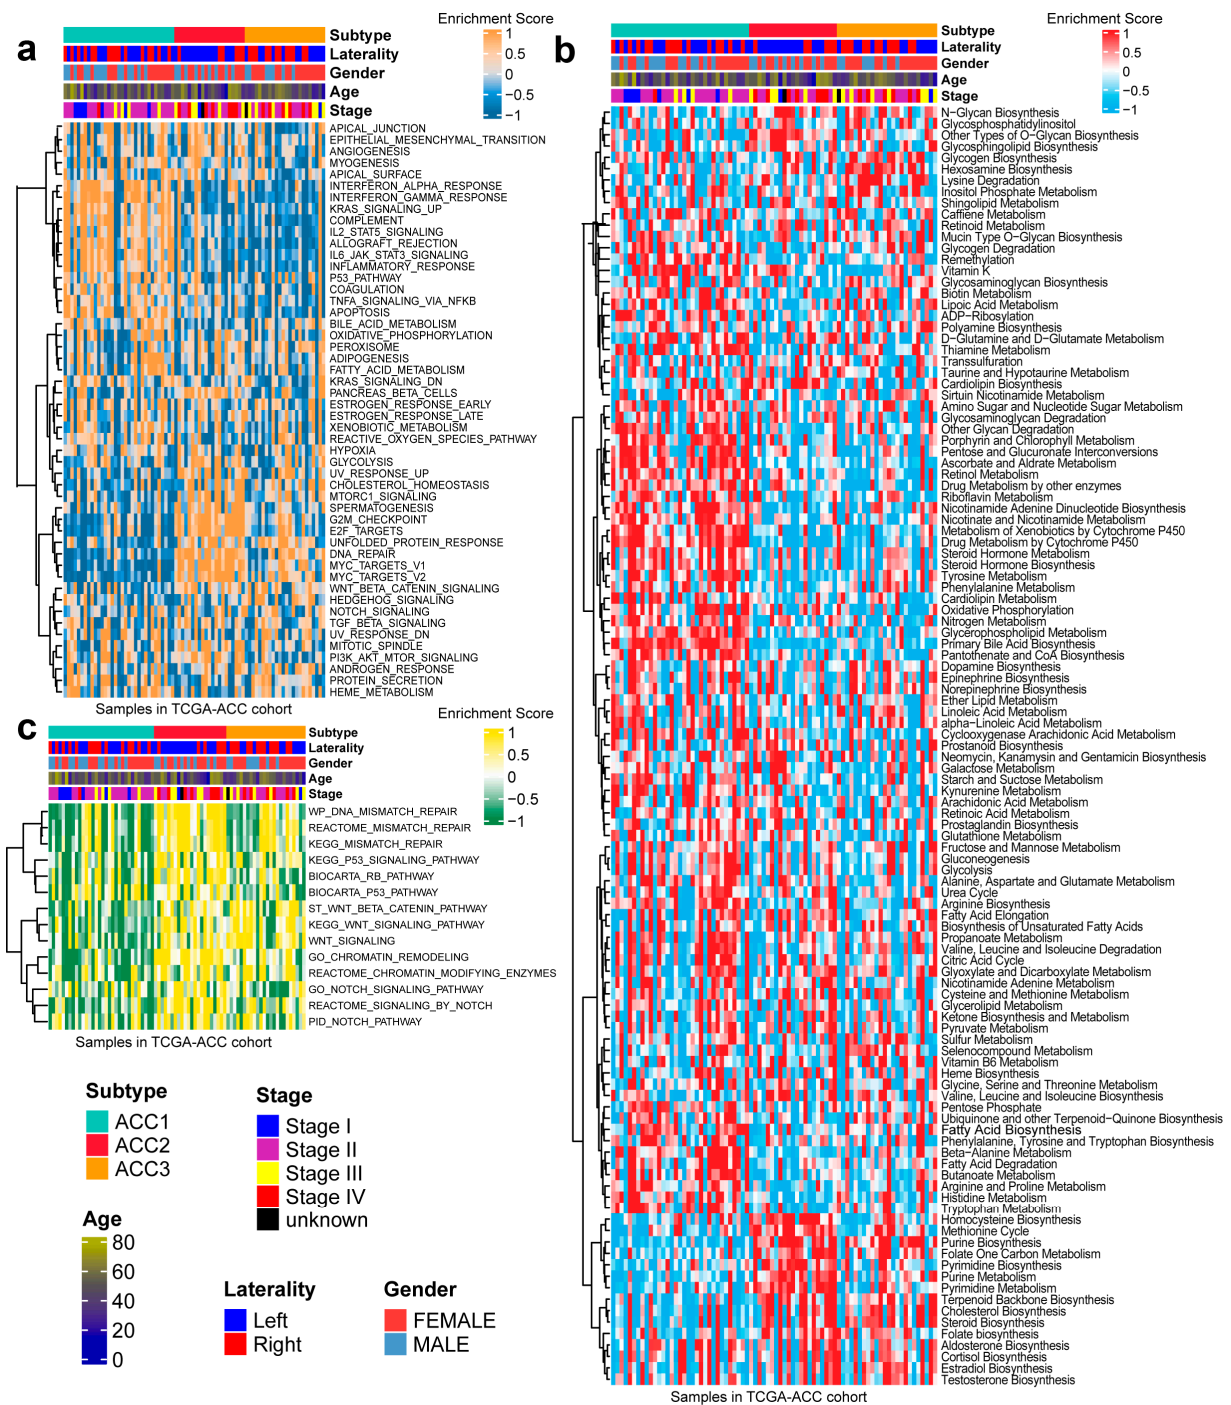 a
Enrichment Score
1
0.5
0
−0.5
−1
Subtype
Laterality
Gender
Age
Stage
APICAL_JUNCTION
EPITHELIAL_MESENCHYMAL_TRANSITION
ANGIOGENESIS
MYOGENESIS
APICAL_SURFACE
INTERFERON_ALPHA_RESPONSE
INTERFERON_GAMMA_RESPONSE
KRAS_SIGNALING_UP
COMPLEMENT
IL2_STAT5_SIGNALING
ALLOGRAFT_REJECTION
IL6_JAK_STAT3_SIGNALING
INFLAMMATORY_RESPONSE
P53_PATHWAY
COAGULATION
TNFA_SIGNALING_VIA_NFKB
APOPTOSIS
BILE_ACID_METABOLISM
OXIDATIVE_PHOSPHORYLATION
PEROXISOME
ADIPOGENESIS
FATTY_ACID_METABOLISM
KRAS_SIGNALING_DN
PANCREAS_BETA_CELLS
ESTROGEN_RESPONSE_EARLY
ESTROGEN_RESPONSE_LATE
XENOBIOTIC_METABOLISM
REACTIVE_OXYGEN_SPECIES_PATHWAY
HYPOXIA
GLYCOLYSIS
UV_RESPONSE_UP
CHOLESTEROL_HOMEOSTASIS
MTORC1_SIGNALING
SPERMATOGENESIS
G2M_CHECKPOINT
E2F_TARGETS
UNFOLDED_PROTEIN_RESPONSE
DNA_REPAIR
MYC_TARGETS_V1
MYC_TARGETS_V2
WNT_BETA_CATENIN_SIGNALING
HEDGEHOG_SIGNALING
NOTCH_SIGNALING
TGF_BETA_SIGNALING
UV_RESPONSE_DN
MITOTIC_SPINDLE
PI3K_AKT_MTOR_SIGNALING
ANDROGEN_RESPONSE
PROTEIN_SECRETION
HEME_METABOLISM
Samples in TCGA-ACC cohort
b
Enrichment Score
1
0.5
0
−0.5
−1
Subtype
Laterality
Gender
Age
Stage
N−Glycan Biosynthesis
Glycosphosphatidylinositol
Other Types of O−Glycan Biosynthesis
Glycosphingolipid Biosynthesis
Glycogen Biosynthesis
Hexosamine Biosynthesis
Lysine Degradation
Inositol Phosphate Metabolism
Shingolipid Metabolism
Caffiene Metabolism
Retinoid Metabolism
Mucin Type O−Glycan Biosynthesis
Glycogen Degradation
Remethylation
Vitamin K
Glycosaminoglycan Biosynthesis
Biotin Metabolism
Lipoic Acid Metabolism
ADP−Ribosylation
Polyamine Biosynthesis
D−Glutamine and D−Glutamate Metabolism
Thiamine Metabolism
Transsulfuration
Taurine and Hypotaurine Metabolism
Cardiolipin Biosynthesis
Sirtuin Nicotinamide Metabolism
Amino Sugar and Nucleotide Sugar Metabolism
Glycosaminoglycan Degradation
Other Glycan Degradation
Porphyrin and Chlorophyll Metabolism
Pentose and Glucuronate Interconversions
Ascorbate and Aldrate Metabolism
Retinol Metabolism
Drug Metabolism by other enzymes
Riboflavin Metabolism
Nicotinamide Adenine Dinucleotide Biosynthesis
Nicotinate and Nicotinamide Metabolism
Metabolism of Xenobiotics by Cytochrome P450
Drug Metabolism by Cytochrome P450
Steroid Hormone Metabolism
Steroid Hormone Biosynthesis
Tyrosine Metabolism
Phenylalanine Metabolism
Cardiolipin Metabolism
Oxidative Phosphorylation
Nitrogen Metabolism
Glycerophospholipid Metabolism
Primary Bile Acid Biosynthesis
Pantothenate and CoA Biosynthesis
Dopamine Biosynthesis
Epinephrine Biosynthesis
Norepinephrine Biosynthesis
Ether Lipid Metabolism
Linoleic Acid Metabolism
alpha−Linoleic Acid Metabolism
Cyclooxygenase Arachidonic Acid Metabolism
Prostanoid Biosynthesis
Neomycin, Kanamysin and Gentamicin Biosynthesis
Galactose Metabolism
Starch and Suctose Metabolism
Kynurenine Metabolism
Arachidonic Acid Metabolism
Retinoic Acid Metabolism
Prostaglandin Biosynthesis
Glutathione Metabolism
Fructose and Mannose Metabolism
Gluconeogenesis
Glycolysis
Alanine, Aspartate and Glutamate Metabolism
Urea Cycle
Arginine Biosynthesis
Fatty Acid Elongation
Biosynthesis of Unsaturated Fatty Acids
Propanoate Metabolism
Valine, Leucine and Isoleucine Degradation
Citric Acid Cycle
Glyoxylate and Dicarboxylate Metabolism
Nicotinamide Adenine Metabolism
Cysteine and Methionine Metabolism
Glycerolipid Metabolism
Ketone Biosynthesis and Metabolism
Pyruvate Metabolism
Sulfur Metabolism
Selenocompound Metabolism
Vitamin B6 Metabolism
Heme Biosynthesis
Glycine, Serine and Threonine Metabolism
Valine, Leucine and Isoleucine Biosynthesis
Pentose Phosphate
Ubiquinone and other Terpenoid−Quinone Biosynthesis
Fatty Acid Biosynthesis
Phenylalanine, Tyrosine and Tryptophan Biosynthesis
Beta−Alanine Metabolism
Fatty Acid Degradation
Butanoate Metabolism
Arginine and Proline Metabolism
Histidine Metabolism
Tryptophan Metabolism
Homocysteine Biosynthesis
Methionine Cycle
Purine Biosynthesis
Folate One Carbon Metabolism
Pyrimidine Biosynthesis
Purine Metabolism
Pyrimidine Metabolism
Terpenoid Backbone Biosynthesis
Cholesterol Biosynthesis
Steroid Biosynthesis
Folate biosynthesis
Aldosterone Biosynthesis
Cortisol Biosynthesis
Estradiol Biosynthesis
Testosterone Biosynthesis
Samples in TCGA-ACC cohort
c
Enrichment Score
1
0.5
0
−0.5
−1
Subtype
Laterality
Gender
Age
Stage
WP_DNA_MISMATCH_REPAIR
REACTOME_MISMATCH_REPAIR
KEGG_MISMATCH_REPAIR
KEGG_P53_SIGNALING_PATHWAY
BIOCARTA_RB_PATHWAY
BIOCARTA_P53_PATHWAY
ST_WNT_BETA_CATENIN_PATHWAY
KEGG_WNT_SIGNALING_PATHWAY
WNT_SIGNALING
GO_CHROMATIN_REMODELING
REACTOME_CHROMATIN_MODIFYING_ENZYMES
GO_NOTCH_SIGNALING_PATHWAY
REACTOME_SIGNALING_BY_NOTCH
PID_NOTCH_PATHWAY
Samples in TCGA-ACC cohort
Subtype
ACC1
ACC2
ACC3
Stage
Stage I
Stage II
Stage III
Stage IV
unknown
Age
80
60
40
20
0
Laterality
Left
Right
Gender
FEMALE
MALE